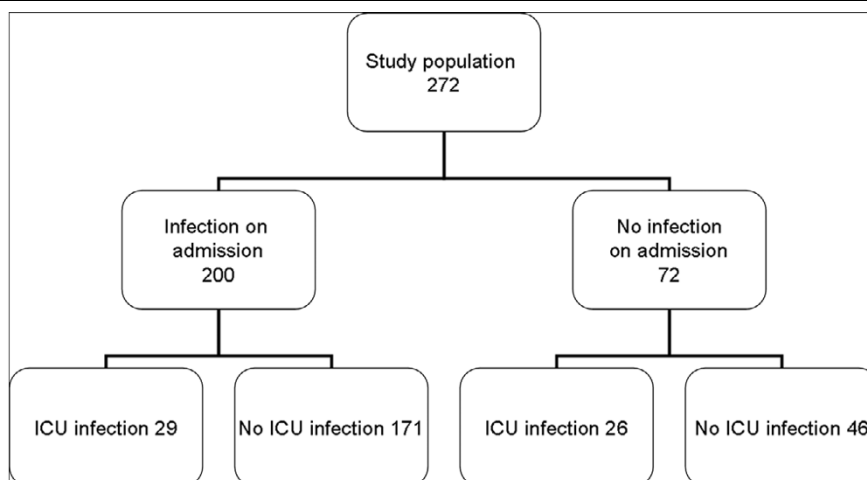 Study population
272
Infection on
admission
200
No infection
on admission
72
ICU infection 29
No ICU infection 171
ICU infection 26
No ICU infection 46